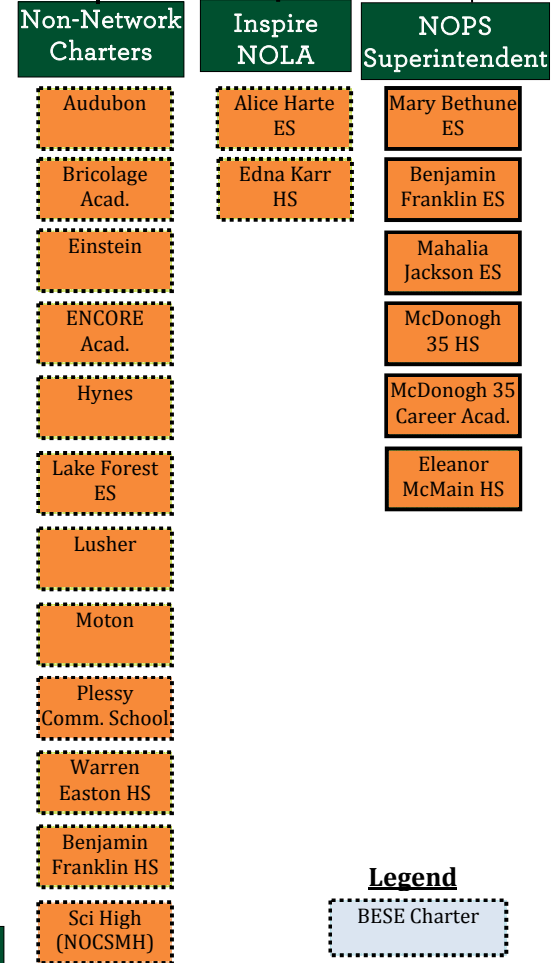 Non-Network
Charters
Audubon
Bricolage
Acad.
Einstein
ENCORE
Acad.
Hynes
Lake Forest
ES
Lusher
Moton
Plessy
Comm. School
Warren
Easton HS
Benjamin
Franklin HS
Sci High
(NOCSMH)
Inspire
NOLA
Alice Harte
ES
Edna Karr
HS
NOPS
Superintendent
Mary Bethune
ES
Benjamin
Franklin ES
Mahalia
Jackson ES
McDonogh
35 HS
McDonogh 35
Career Acad.
Eleanor
McMain HS
Legend
BESE Charter